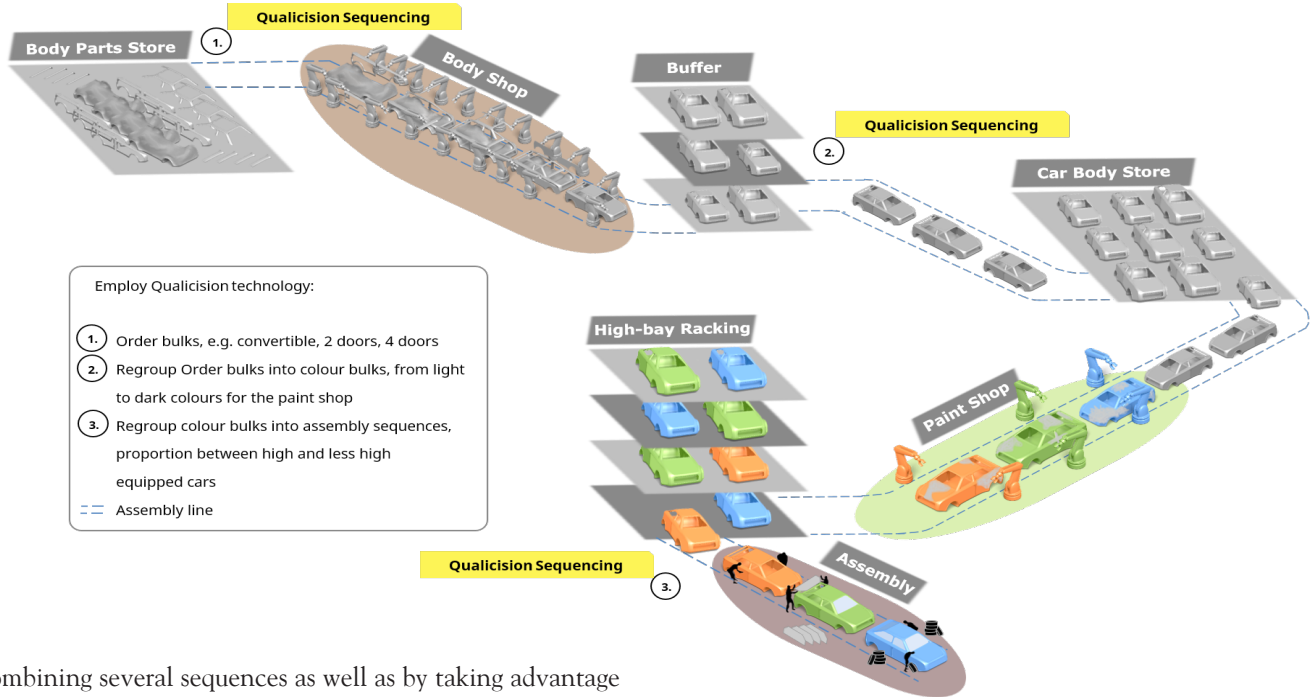 Qualicision Sequencing
1.
Body Parts Store
Body Shop
Buffer
Qualicision Sequencing
2.
Car Body Store
Employ Qualicision technology:
1. Order bulks, e.g. convertible, 2 doors, 4 doors
2. Regroup Order bulks into colour bulks, from light
to dark colours for the paint shop
3. Regroup colour bulks into assembly sequences,
proportion between high and less high
equipped cars
Assembly line
High-bay Racking
Paint Shop
Qualicision Sequencing
3.
Assembly
ombining several sequences as well as by taking advantage